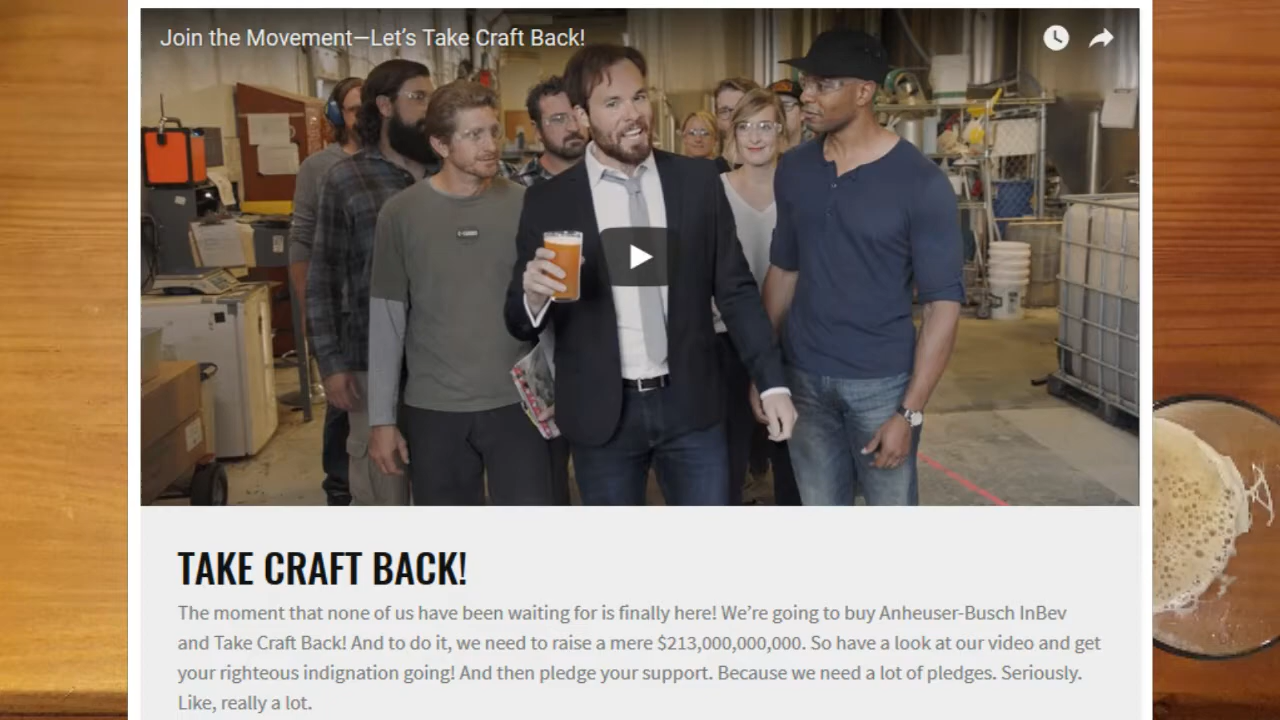 Join the Movement—Let’s Take Craft Back!
TAKE CRAFT BACK!
The moment that none of us have been waiting for is finally here! We’re going to buy Anheuser-Busch InBev
and Take Craft Back! And to do it, we need to raise a mere $213,000,000,000. So have a look at our video and get
your righteous indignation going! And then pledge your support. Because we need a lot of pledges. Seriously.
Like, really a lot.